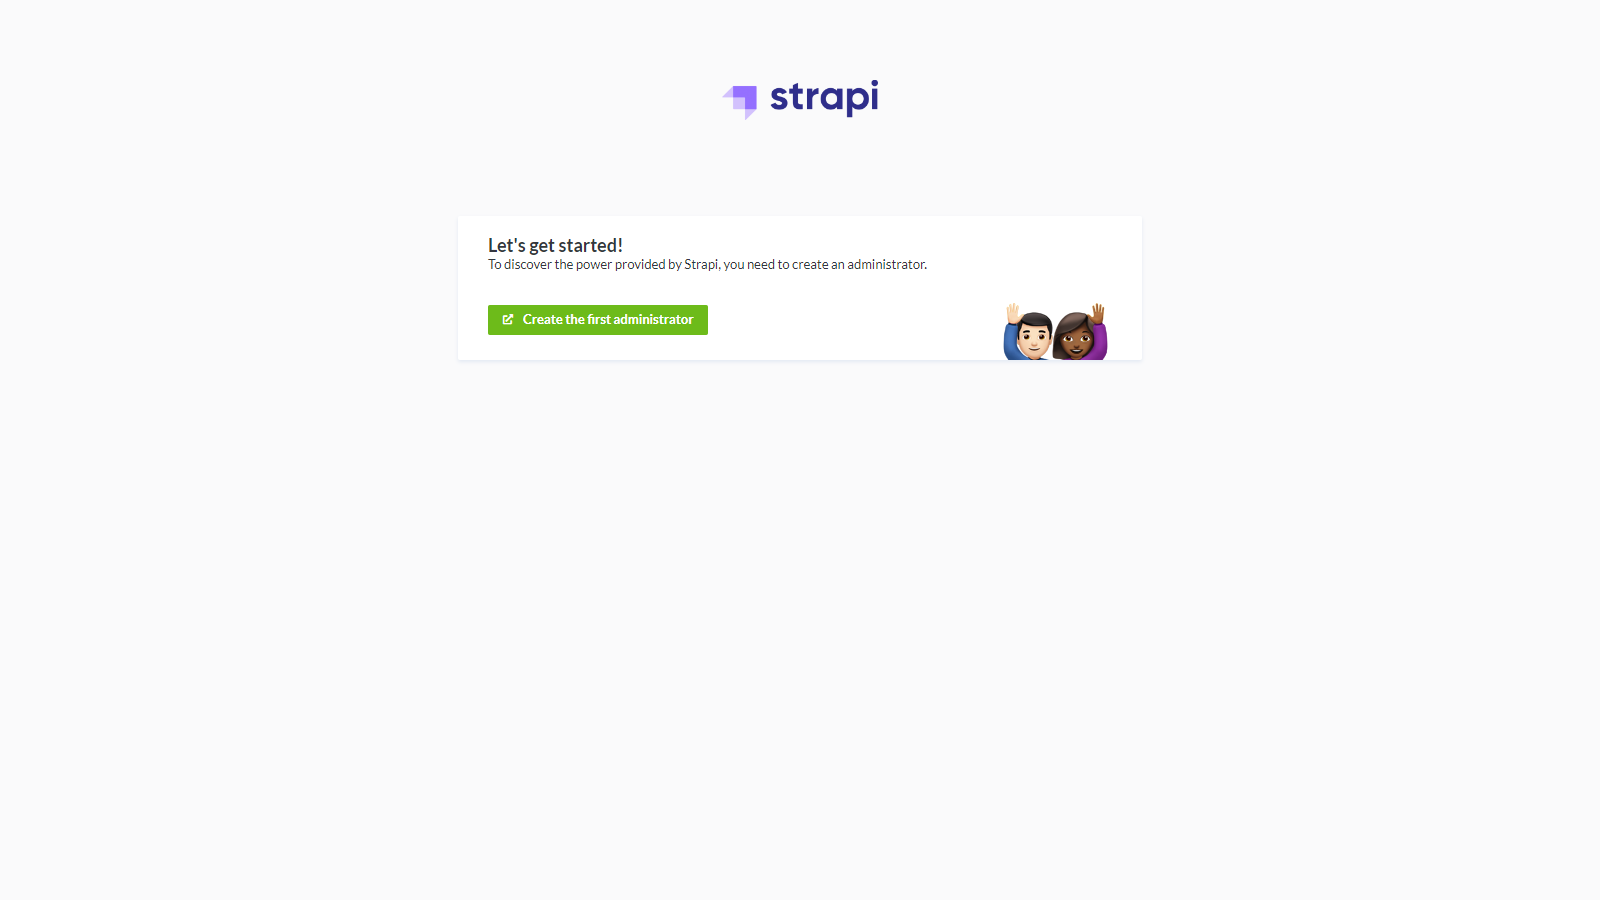 strapi
Let's get started!
To discover the power provided by Strapi, you need to create an administrator.
Create the first administrator